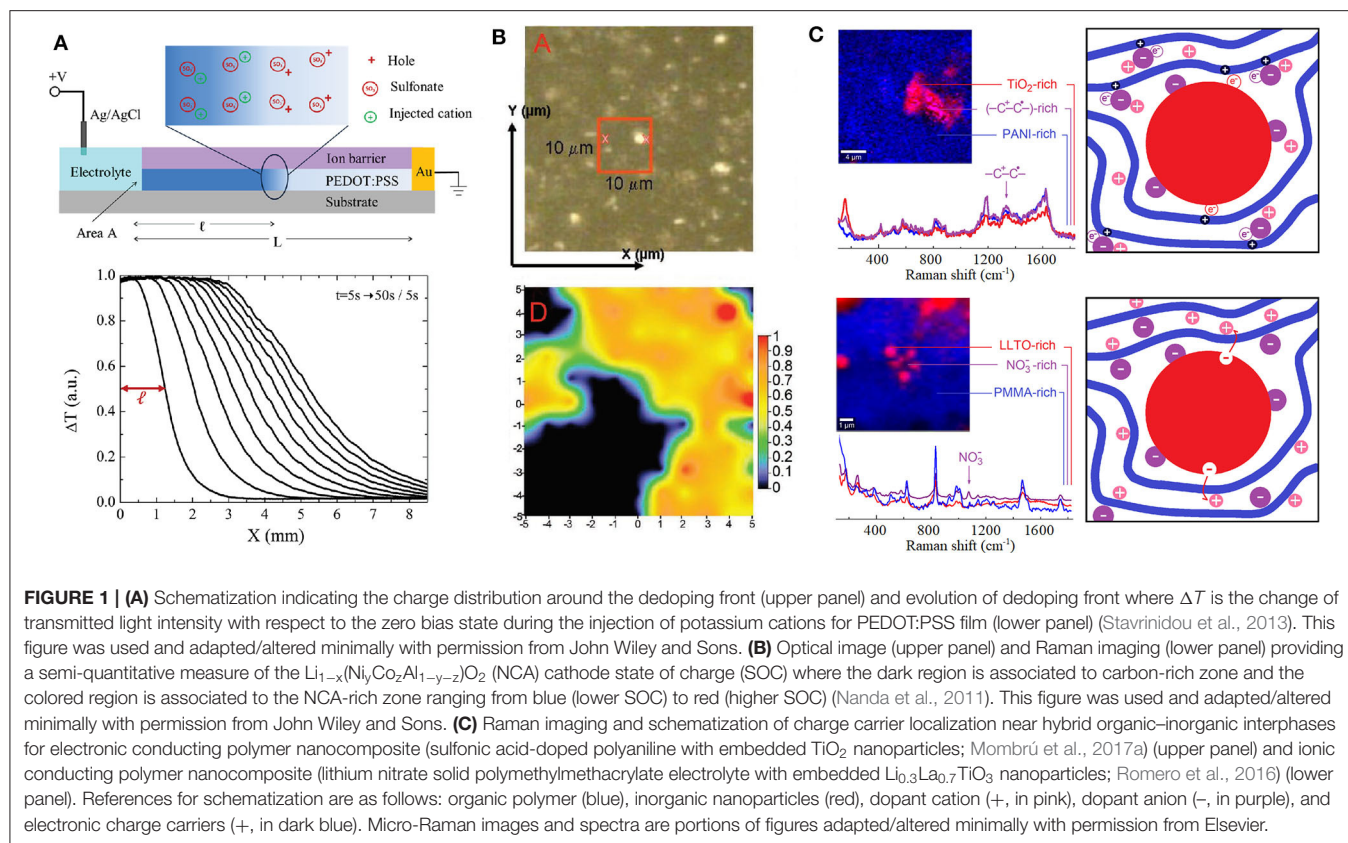 A
+V
Ag/AgCl
Electrolyte
Ion barrier
PEDOT:PSS
Au
Substrate
Area A
ℓ
L
SO₃
+ Hole
SO₃ Sulfonate
+ Injected cation
t=5s→50s / 5s
ℓ
ΔT (a.u.)
1.0
0.8
0.6
0.4
0.2
0.0
0 1 2 3 4 5 6 7 8
X (mm)
B
A
Y (µm)
10 µm
10 µm
X (µm)
D
5
4
3
2
1
0
-1
-2
-3
-4
-5
-5 -4 -3 -2 -1 0 1 2 3 4 5
1
0.9
0.8
0.7
0.6
0.5
0.4
0.3
0.2
0.1
0
C
4 µm
TiO₂-rich
(–C⁺C•–)-rich
PANI-rich
–C⁺-C•–
400 800 1200 1600
Raman shift (cm⁻¹)
1 µm
LLTO-rich
NO₃⁻-rich
PMMA-rich
NO₃⁻
400 800 1200 1600
Raman shift (cm⁻¹)
FIGURE 1 | (A) Schematization indicating the charge distribution around the dedoping front (upper panel) and evolution of dedoping front where ΔT is the change of
transmitted light intensity with respect to the zero bias state during the injection of potassium cations for PEDOT:PSS film (lower panel) (Stavrinidou et al., 2013). This
figure was used and adapted/altered minimally with permission from John Wiley and Sons. (B) Optical image (upper panel) and Raman imaging (lower panel) providing
a semi-quantitative measure of the Li₁₋ₓ(NiᵧCo_zAl₁₋ᵧ₋_z)O₂ (NCA) cathode state of charge (SOC) where the dark region is associated to carbon-rich zone and the
colored region is associated to the NCA-rich zone ranging from blue (lower SOC) to red (higher SOC) (Nanda et al., 2011). This figure was used and adapted/altered
minimally with permission from John Wiley and Sons. (C) Raman imaging and schematization of charge carrier localization near hybrid organic–inorganic interphases
for electronic conducting polymer nanocomposite (sulfonic acid-doped polyaniline with embedded TiO₂ nanoparticles; Mombrú et al., 2017a) (upper panel) and ionic
conducting polymer nanocomposite (lithium nitrate solid polymethylmethacrylate electrolyte with embedded Li₀.₃La₀.₇TiO₃ nanoparticles; Romero et al., 2016) (lower
panel). References for schematization are as follows: organic polymer (blue), inorganic nanoparticles (red), dopant cation (+, in pink), dopant anion (–, in purple), and
electronic charge carriers (+, in dark blue). Micro-Raman images and spectra are portions of figures adapted/altered minimally with permission from Elsevier.